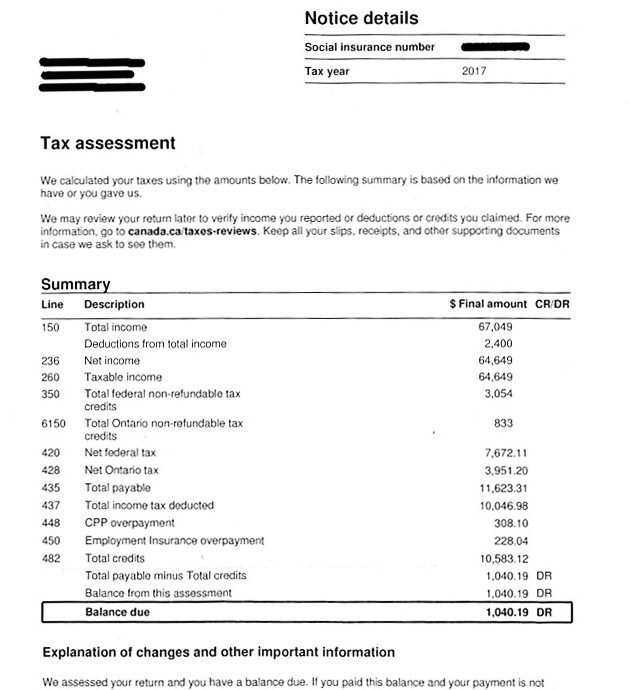 Notice details
Social insurance number
Tax year 2017
Tax assessment
We calculated your taxes using the amounts below. The following summary is based on the information we
have or you gave us.
We may review your return later to verify income you reported or deductions or credits you claimed. For more
information, go to canada.ca/taxes-reviews. Keep all your slips, receipts, and other supporting documents
in case we ask to see them.
Summary
Line Description $ Final amount CR/DR
150 Total income 67,049
Deductions from total income 2,400
236 Net income 64,649
260 Taxable income 64,649
350 Total federal non-refundable tax 3,054
credits
6150 Total Ontario non-refundable tax 833
credits
420 Net federal tax 7,672.11
428 Net Ontario tax 3,951.20
435 Total payable 11,623.31
437 Total income tax deducted 10,046.98
448 CPP overpayment 308.10
450 Employment Insurance overpayment 228.04
482 Total credits 10,583.12
Total payable minus Total credits 1,040.19 DR
Balance from this assessment 1,040.19 DR
Balance due 1,040.19 DR
Explanation of changes and other important information
We assessed your return and you have a balance due. If you paid this balance and your payment is not